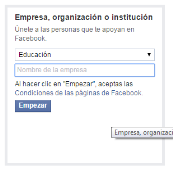 Empresa, organización o institución
Únete a las personas que te apoyan en
Facebook.
Educación
Nombre de la empresa
Al hacer clic en "Empezar", aceptas las
Condiciones de las páginas de Facebook.
Empezar
Empresa, organizac